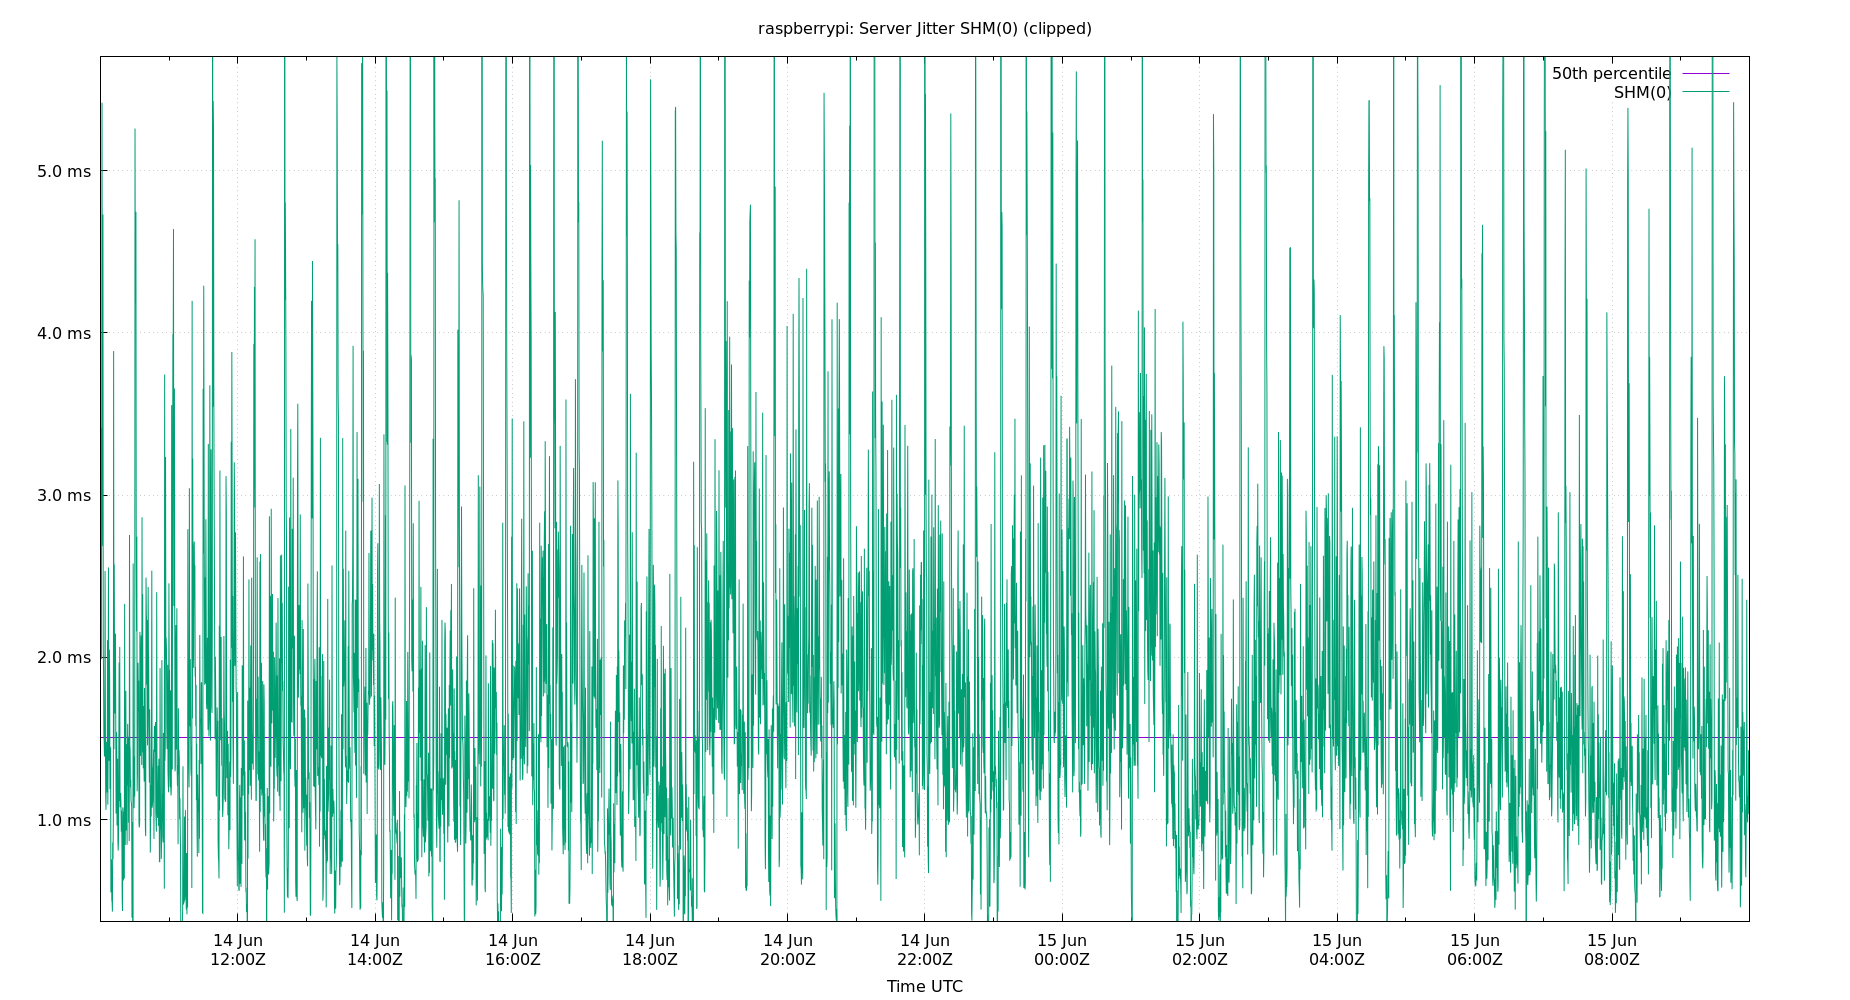 raspberrypi: Server Jitter SHM(0) (clipped)
50th percentile
SHM(0)
5.0 ms
4.0 ms
3.0 ms
2.0 ms
1.0 ms
14 Jun 14 Jun 14 Jun 14 Jun 14 Jun 14 Jun 15 Jun 15 Jun 15 Jun 15 Jun 15 Jun
12:00Z 14:00Z 16:00Z 18:00Z 20:00Z 22:00Z 00:00Z 02:00Z 04:00Z 06:00Z 08:00Z
Time UTC